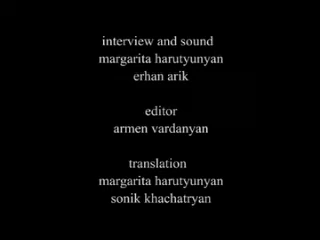 interview and sound
margarita harutyunyan
erhan arik
editor
armen vardanyan
translation
margarita harutyunyan
sonik khachatryan